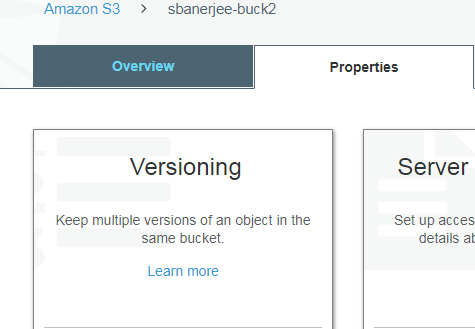 Amazon S3 > sbanerjee-buck2
Overview Properties
Versioning
Keep multiple versions of an object in the
same bucket.
Learn more
Server
Set up acces
details ab